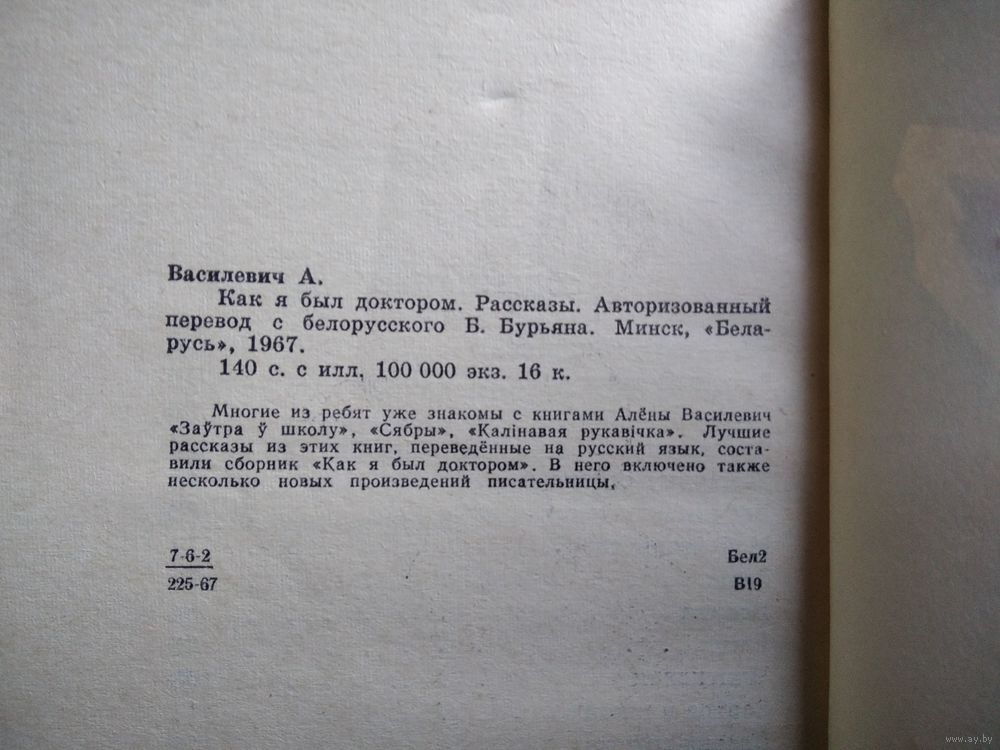 Василевич А.
Как я был доктором. Рассказы. Авторизованный
перевод с белорусского Б. Бурьяна. Минск, «Бела-
русь», 1967.
140 с. с илл, 100 000 экз. 16 к.
Многие из ребят уже знакомы с книгами Алёны Василевич
«Заўтра ў школу», «Сябры», «Калінавая рукавічка». Лучшие
рассказы из этих книг, переведённые на русский язык, соста-
вили сборник «Как я был доктором». В него включено также
несколько новых произведений писательницы.
7-6-2 Бел2
225-67 В19
www.ay.by